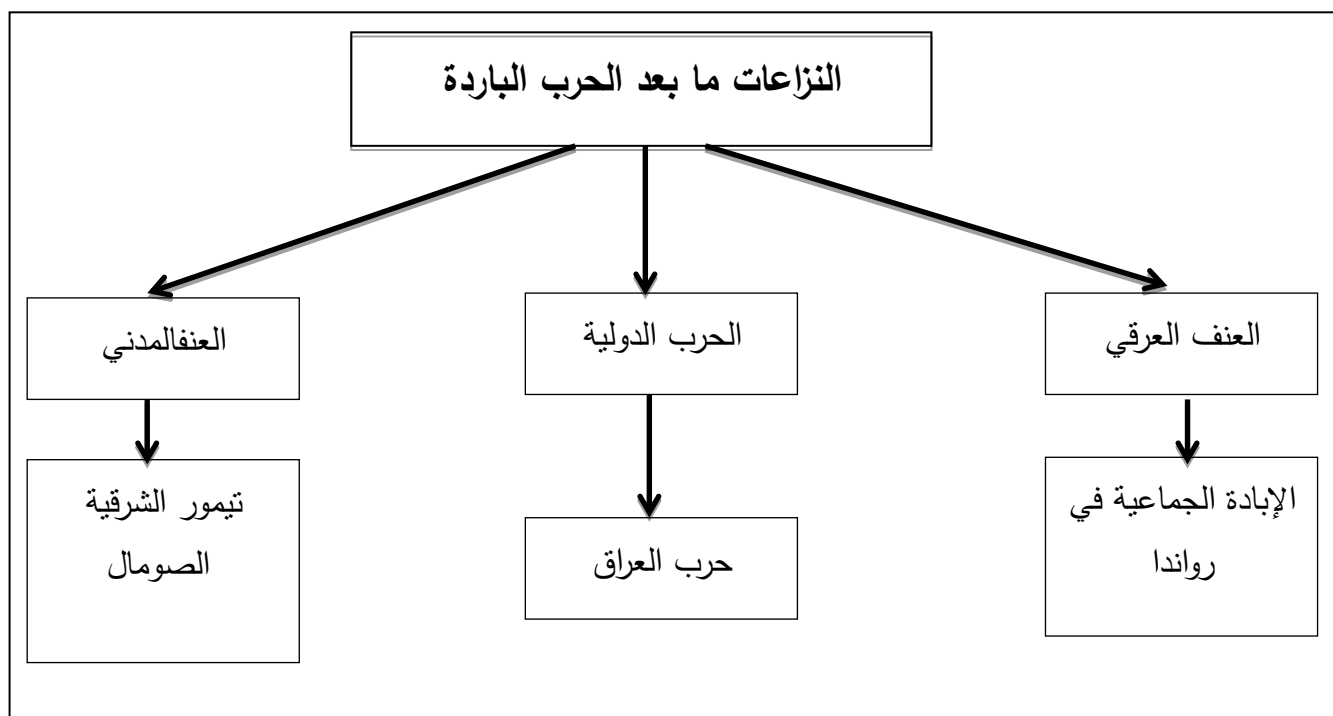 النزاعات ما بعد الحرب الباردة
العنف العرقي
الحرب الدولية
العنفالمدني
الإبادة الجماعية في
رواندا
حرب العراق
تيمور الشرقية
الصومال